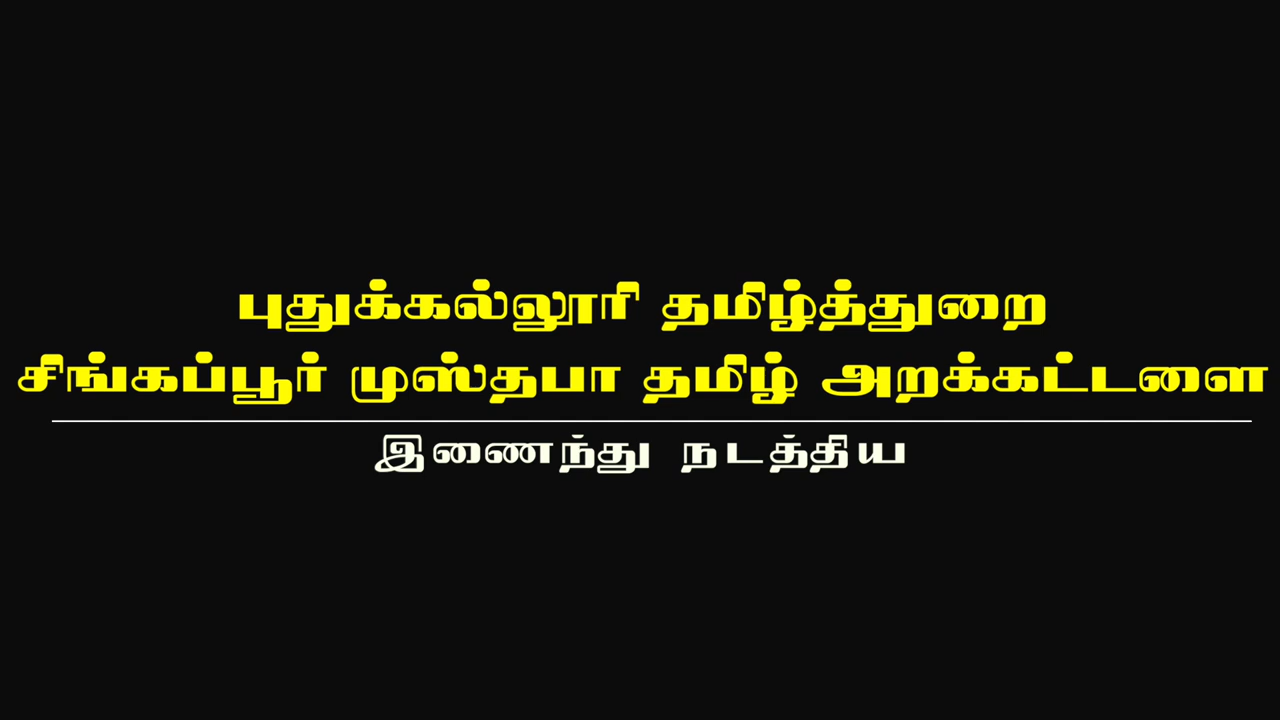 புதுக்கல்லூரி தமிழ்த்துறை
சிங்கப்பூர் முஸ்தபா தமிழ் அறக்கட்டளை
இணைந்து நடத்திய